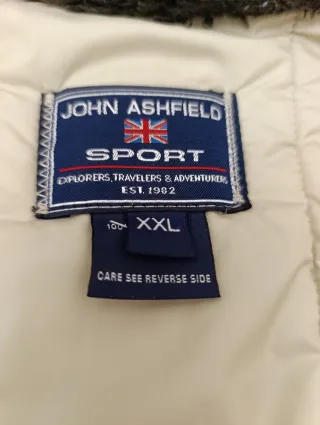 JOHN ASHFIELD
SPORT
EXPLORERS, TRAVELERS & ADVENTURERS
EST. 1982
XXL
CARE SEE REVERSE SIDE